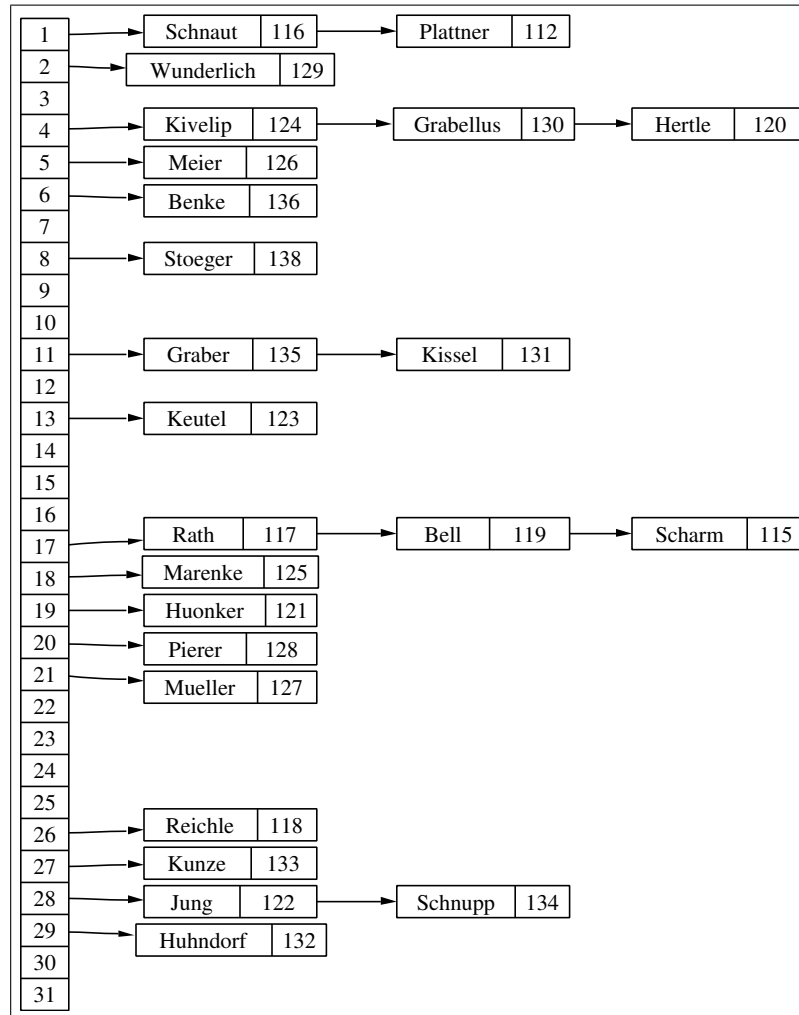 1 Schnaut 116 Plattner 112
2 Wunderlich 129
3
4 Kivelip 124 Grabellus 130 Hertle 120
5 Meier 126
6 Benke 136
7
8 Stoeger 138
9
10
11 Graber 135 Kissel 131
12
13 Keutel 123
14
15
16
17 Rath 117 Bell 119 Scharm 115
18 Marenke 125
19 Huonker 121
20 Pierer 128
21 Mueller 127
22
23
24
25
26 Reichle 118
27 Kunze 133
28 Jung 122 Schnupp 134
29 Huhndorf 132
30
31